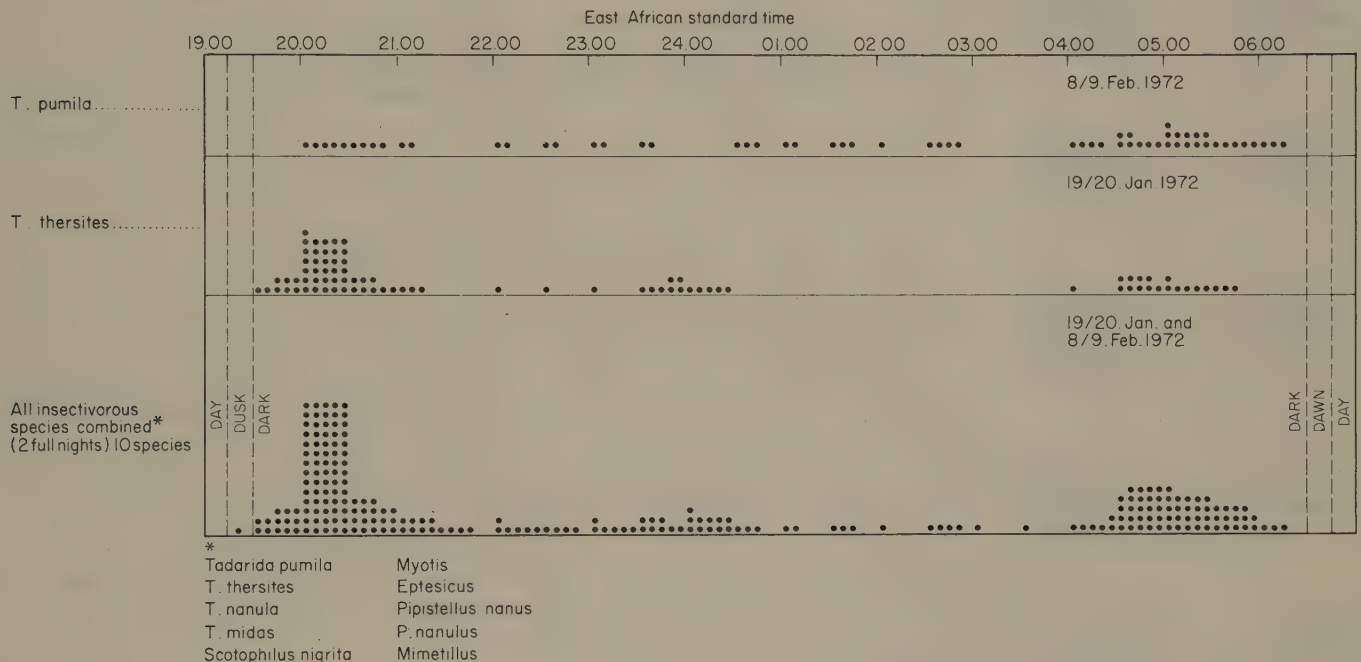 East African standard time
19.00 20.00 21.00 22.00 23.00 24.00 01.00 02.00 03.00 04.00 05.00 06.00
8/9. Feb. 1972
T. pumila
19/20. Jan. 1972
T. thersites
19/20. Jan. and
8/9. Feb. 1972
All insectivorous
species combined*
(2 full nights) 10 species
DAY
DUSK
DARK
DARK
DAWN
DAY
*
Tadarida pumila Myotis
T. thersites Eptesicus
T. nanula Pipistellus nanus
T. midas P. nanulus
Scotophilus nigrita Mimetillus